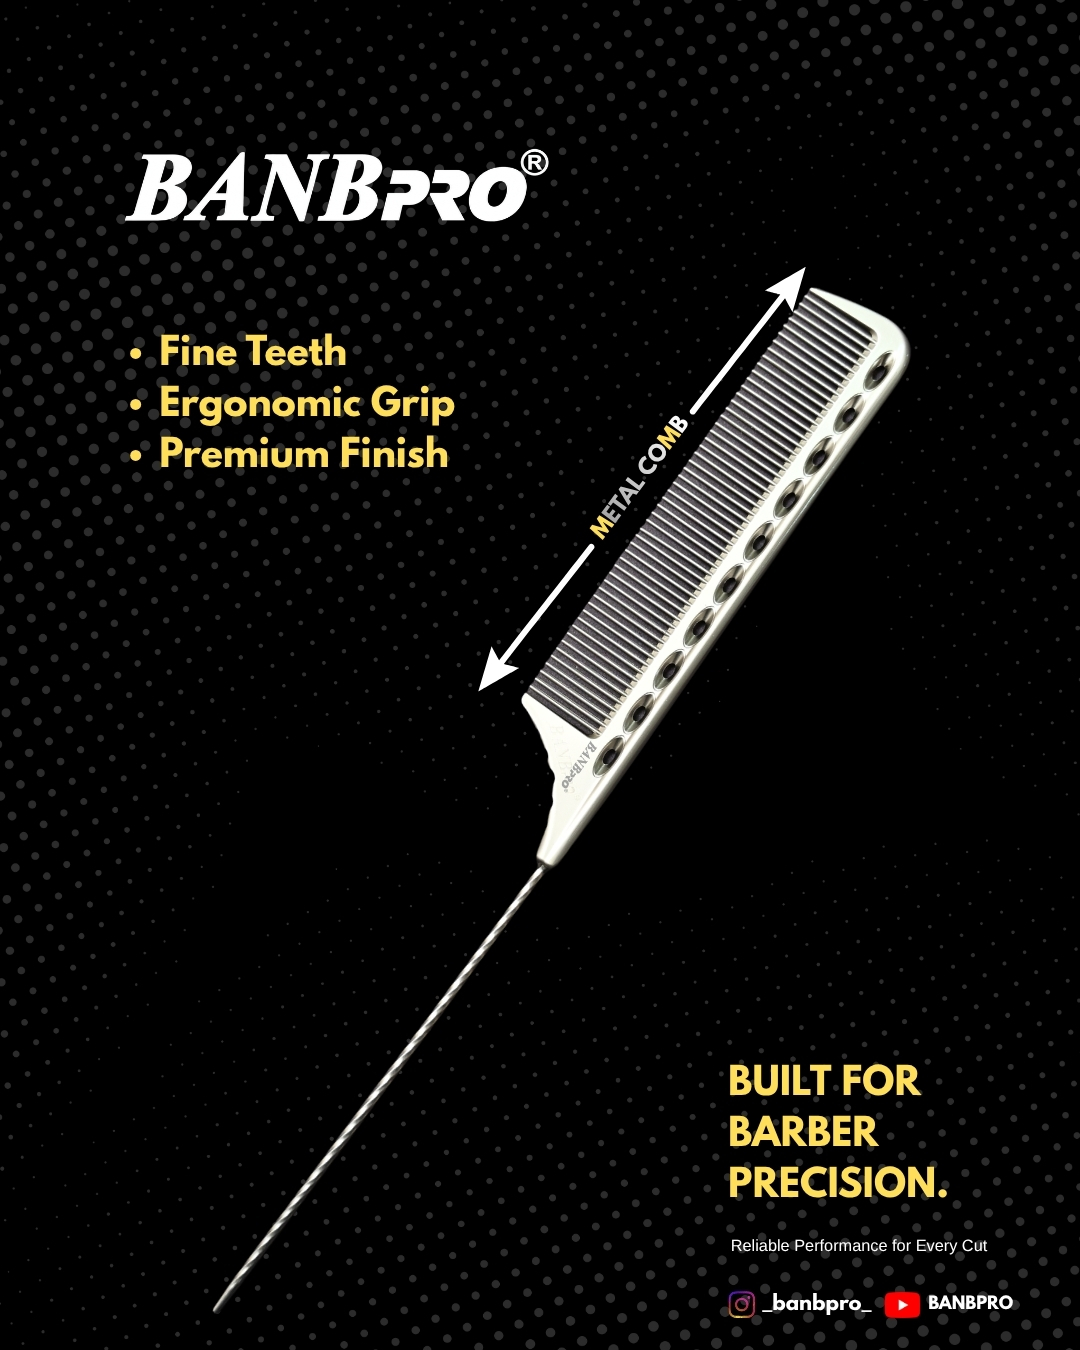 BANBPRO®
• Fine Teeth
• Ergonomic Grip
• Premium Finish
METAL COMB
BANBPRO
BUILT FOR
BARBER
PRECISION.
Reliable Performance for Every Cut
_banbpro_ BANBPRO